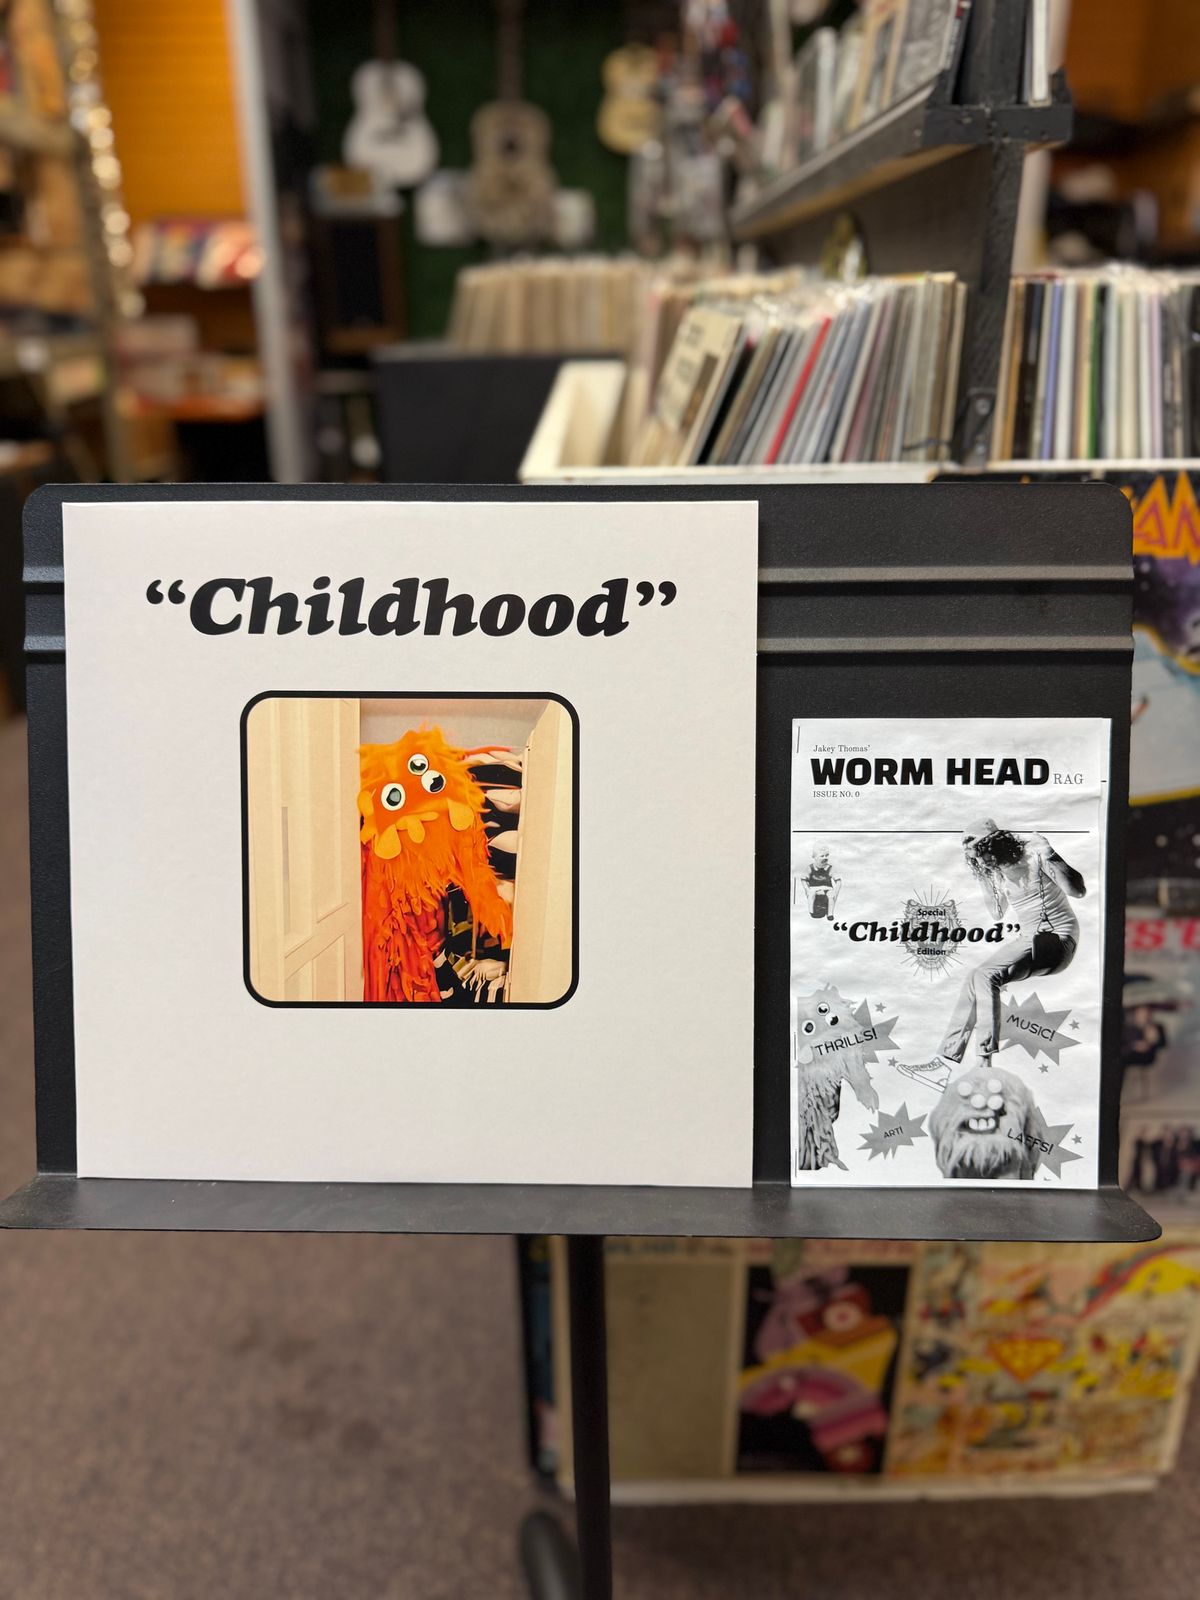 “Childhood”
Jakey Thomas'
WORM HEAD RAG
ISSUE NO. 0
Special
“Childhood”
Edition
THRILLS!
MUSIC!
ART!
LAFFS!